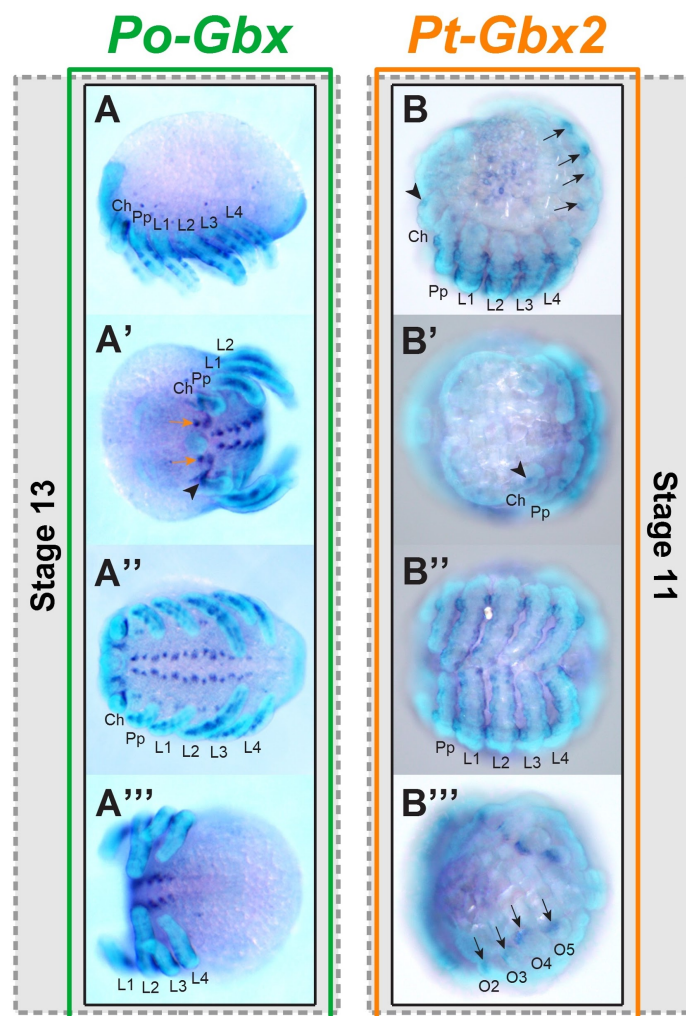 Po-Gbx
Pt-Gbx2
Stage 13
A
Ch
Pp
L1
L2
L3
L4
A’
L2
L1
Pp
Ch
A’’
Ch
Pp
L1
L2
L3
L4
A’’’
L1
L2
L3
L4
B
Ch
Pp
L1
L2
L3
L4
B’
Ch
Pp
B’’
Pp
L1
L2
L3
L4
B’’’
O2
O3
O4
O5
Stage 11